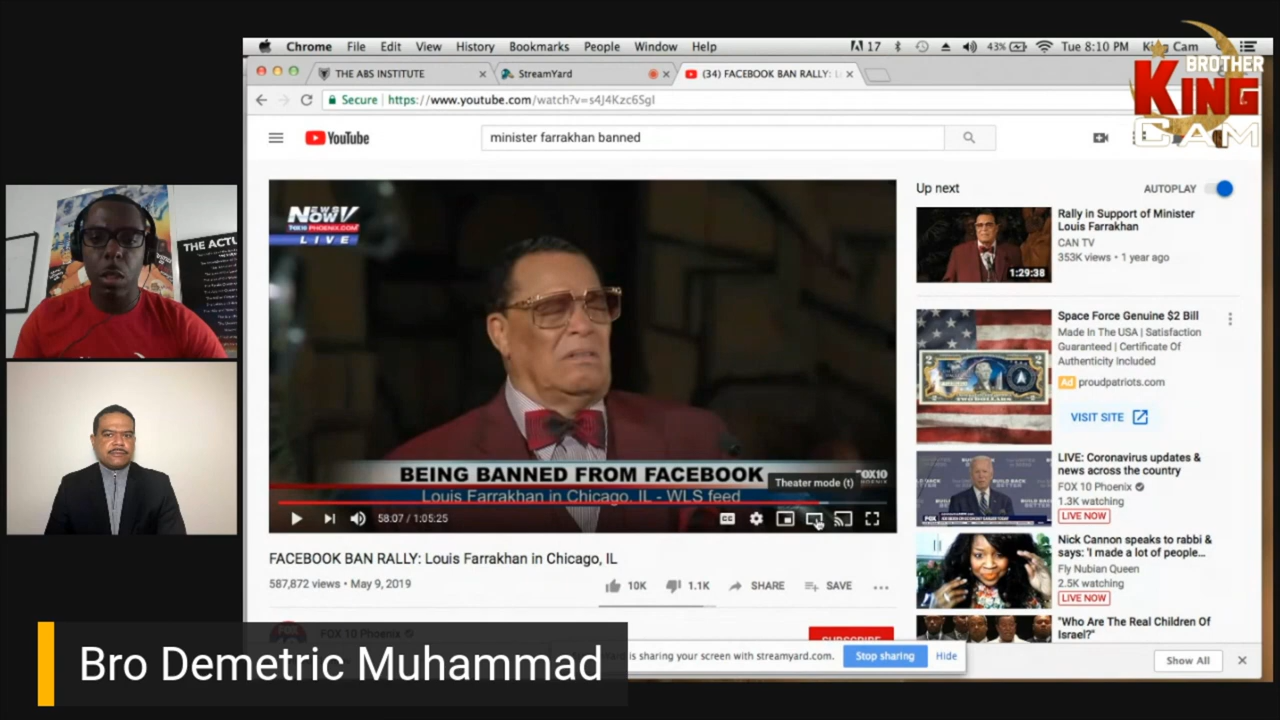 Chrome File Edit View History Bookmarks People Window Help
17 43% Tue 8:10 PM King Cam
THE ABS INSTITUTE
StreamYard
(34) FACEBOOK BAN RALLY: L
BROTHER
KING
CAM
Secure https://www.youtube.com/watch?v=s4J4Kzc6SgI
YouTube
minister farrakhan banned
THE ACTU
NEWS
NOW
LIVE
BEING BANNED FROM FACEBOOK
Louis Farrakhan in Chicago, IL - WLS feed
FOX10
PHOENIX
Theater mode (t)
58:07 / 1:05:25
CC
FACEBOOK BAN RALLY: Louis Farrakhan in Chicago, IL
587,872 views • May 9, 2019
10K 1.1K SHARE SAVE
FOX 10 Phoenix
SUBSCRIBE
Up next AUTOPLAY
Rally in Support of Minister
Louis Farrakhan
CAN TV
353K views • 1 year ago
1:29:38
Space Force Genuine $2 Bill
Made In The USA | Satisfaction
Guaranteed | Certificate Of
Authenticity Included
Ad proudpatriots.com
VISIT SITE
LIVE: Coronavirus updates &
news across the country
FOX 10 Phoenix
1.3K watching
LIVE NOW
Nick Cannon speaks to rabbi &
says: 'I made a lot of people...
Fly Nubian Queen
2.5K watching
LIVE NOW
"Who Are The Real Children Of
Israel?"
is sharing your screen with streamyard.com. Stop sharing Hide
Show All
Bro Demetric Muhammad